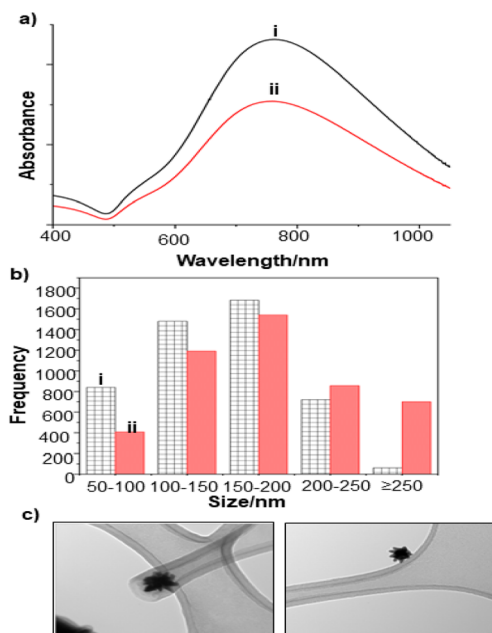 a)
i
ii
Absorbance
400 600 800 1000
Wavelength/nm
b)
1800
1600
1400
1200
1000
800
600
400
200
0
Frequency
i
ii
50-100 100-150 150-200 200-250 ≥250
Size/nm
c)